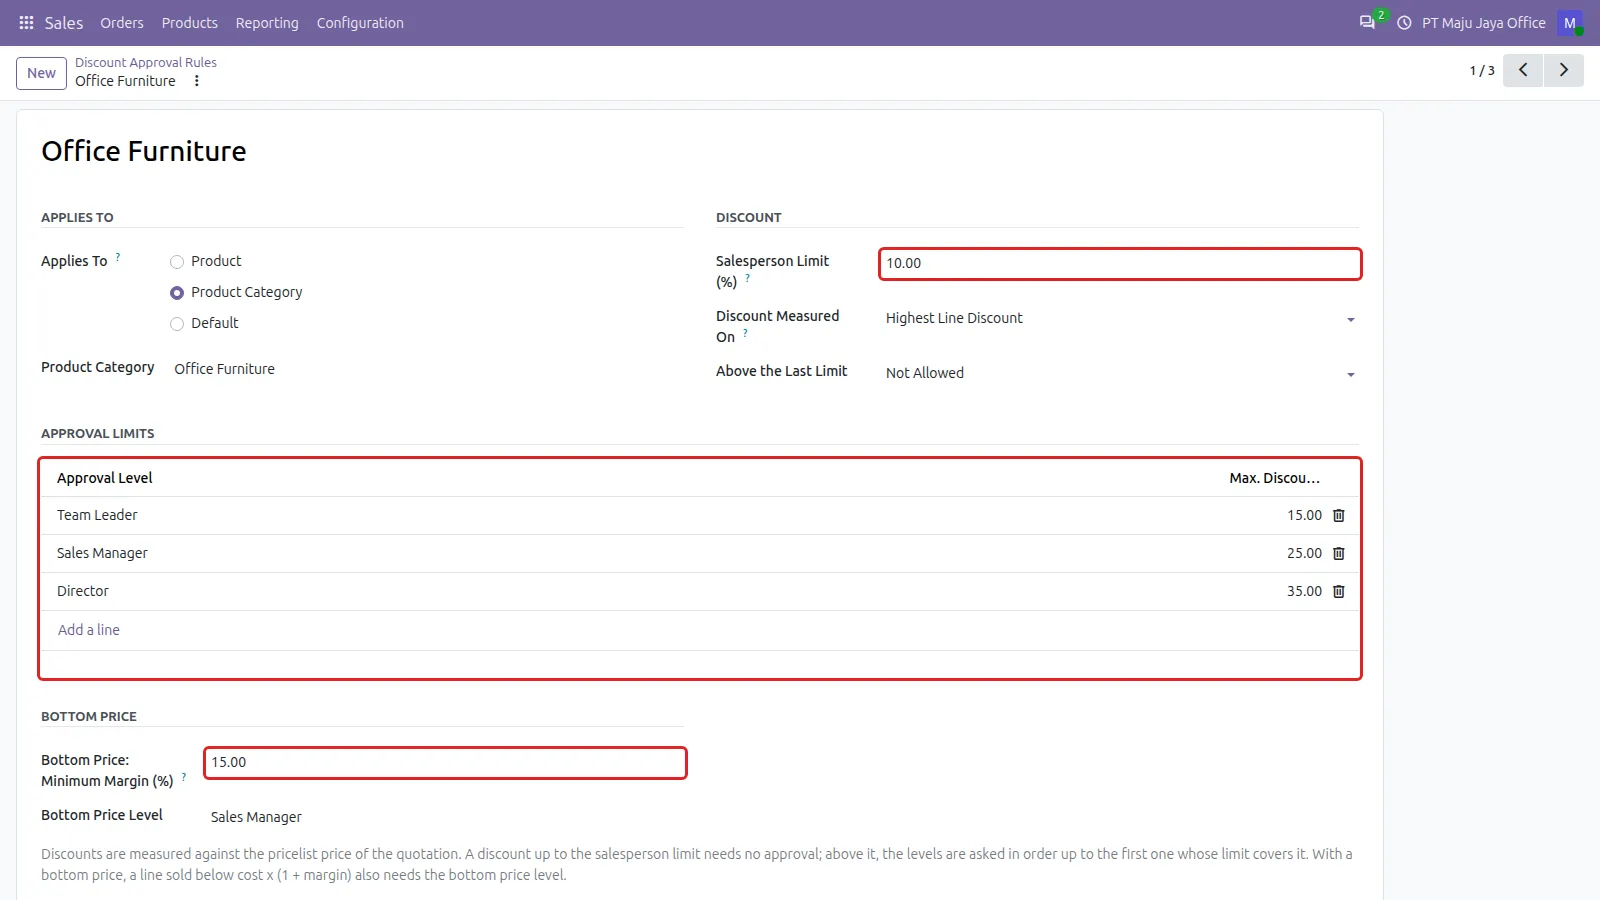 Sales Orders Products Reporting Configuration 2 PT Maju Jaya Office M
New Discount Approval Rules
Office Furniture
1 / 3
Office Furniture
APPLIES TO
Applies To ?
Product
Product Category
Default
Product Category Office Furniture
DISCOUNT
Salesperson Limit
(%) ?
10.00
Discount Measured
On ?
Highest Line Discount
Above the Last Limit Not Allowed
APPROVAL LIMITS
Approval Level Max. Discou...
Team Leader 15.00
Sales Manager 25.00
Director 35.00
Add a line
BOTTOM PRICE
Bottom Price:
Minimum Margin (%) ?
15.00
Bottom Price Level Sales Manager
Discounts are measured against the pricelist price of the quotation. A discount up to the salesperson limit needs no approval; above it, the levels are asked in order up to the first one whose limit covers it. With a
bottom price, a line sold below cost x (1 + margin) also needs the bottom price level.